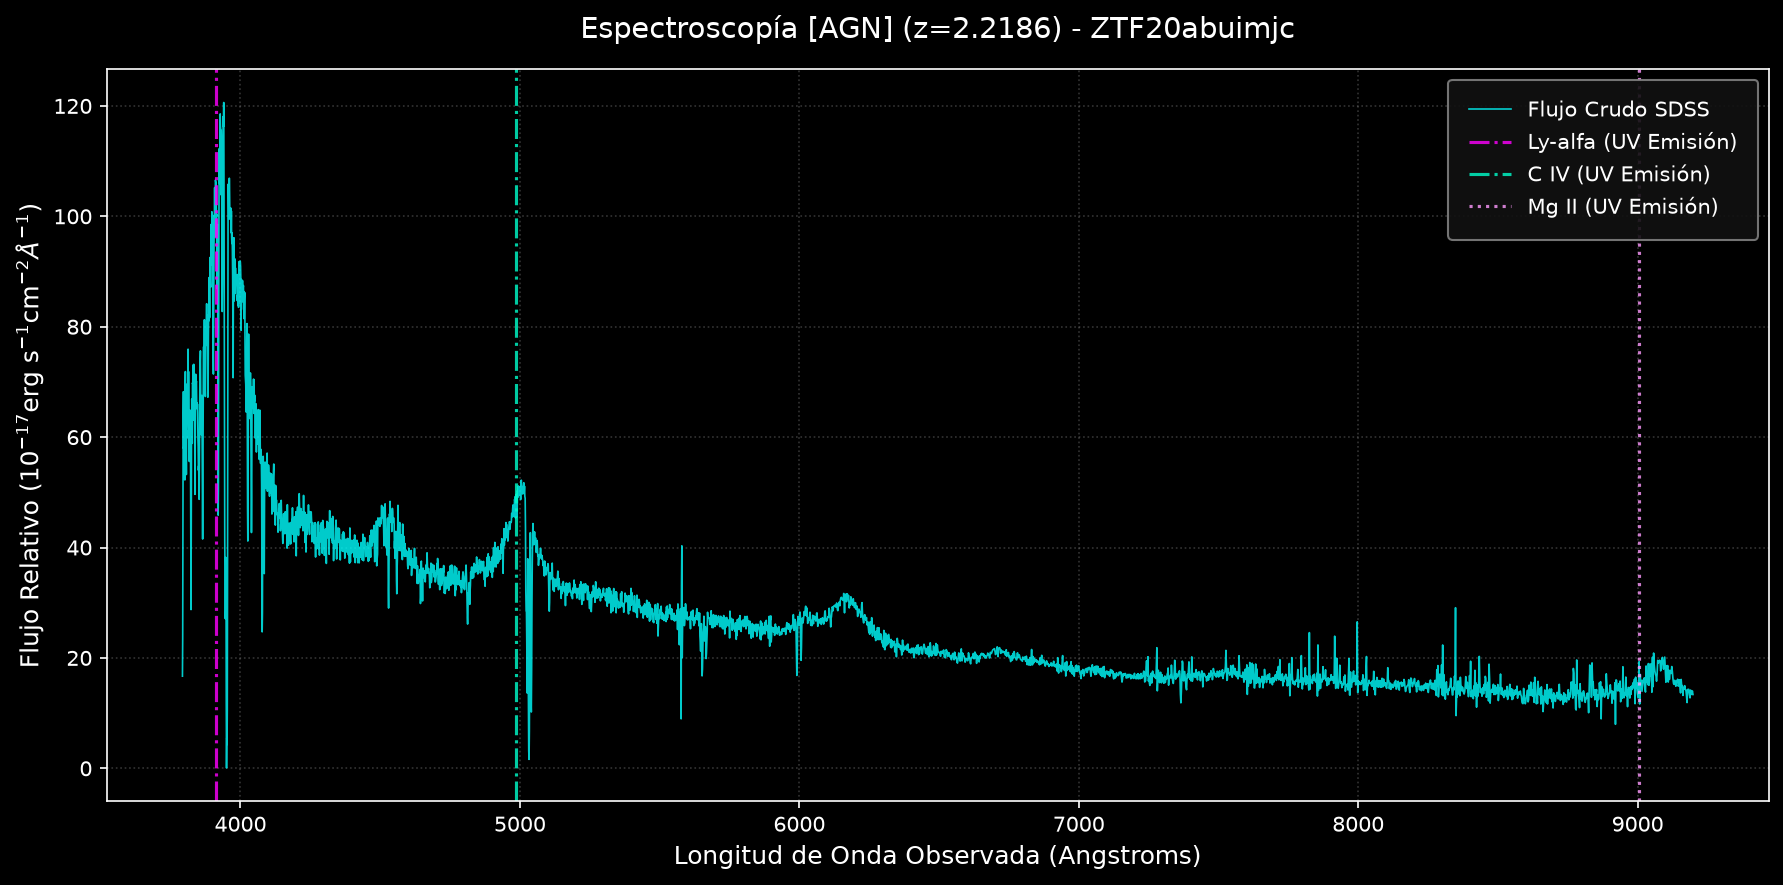 Espectroscopía [AGN] (z=2.2186) - ZTF20abuimjc
Flujo Relativo (10⁻¹⁷erg s⁻¹cm⁻²Å⁻¹)
120
100
80
60
40
20
0
Flujo Crudo SDSS
Ly-alfa (UV Emisión)
C IV (UV Emisión)
Mg II (UV Emisión)
4000 5000 6000 7000 8000 9000
Longitud de Onda Observada (Angstroms)